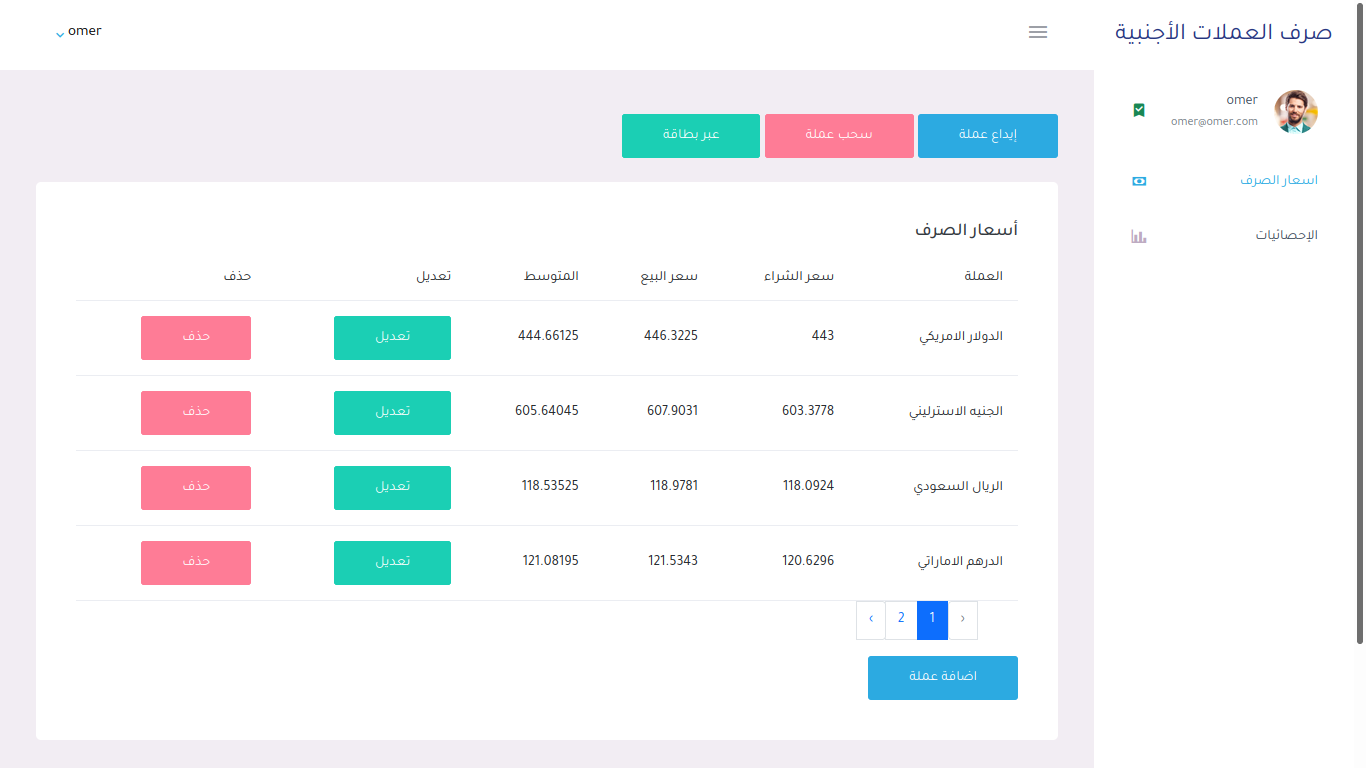 صرف العملات الأجنبية
omer
omer
omer@omer.com
اسعار الصرف
الإحصائيات
إيداع عملة سحب عملة عبر بطاقة
أسعار الصرف
العملة سعر الشراء سعر البيع المتوسط تعديل حذف
الدولار الامريكي 443 446.3225 444.66125 تعديل حذف
الجنيه الاسترليني 603.3778 607.9031 605.64045 تعديل حذف
الريال السعودي 118.0924 118.9781 118.53525 تعديل حذف
الدرهم الاماراتي 120.6296 121.5343 121.08195 تعديل حذف
‹ 1 2 ›
اضافة عملة